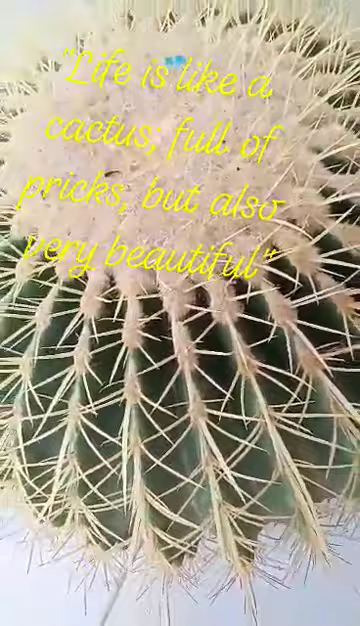 "Life is like a
cactus; full of
pricks, but also
very beautiful"